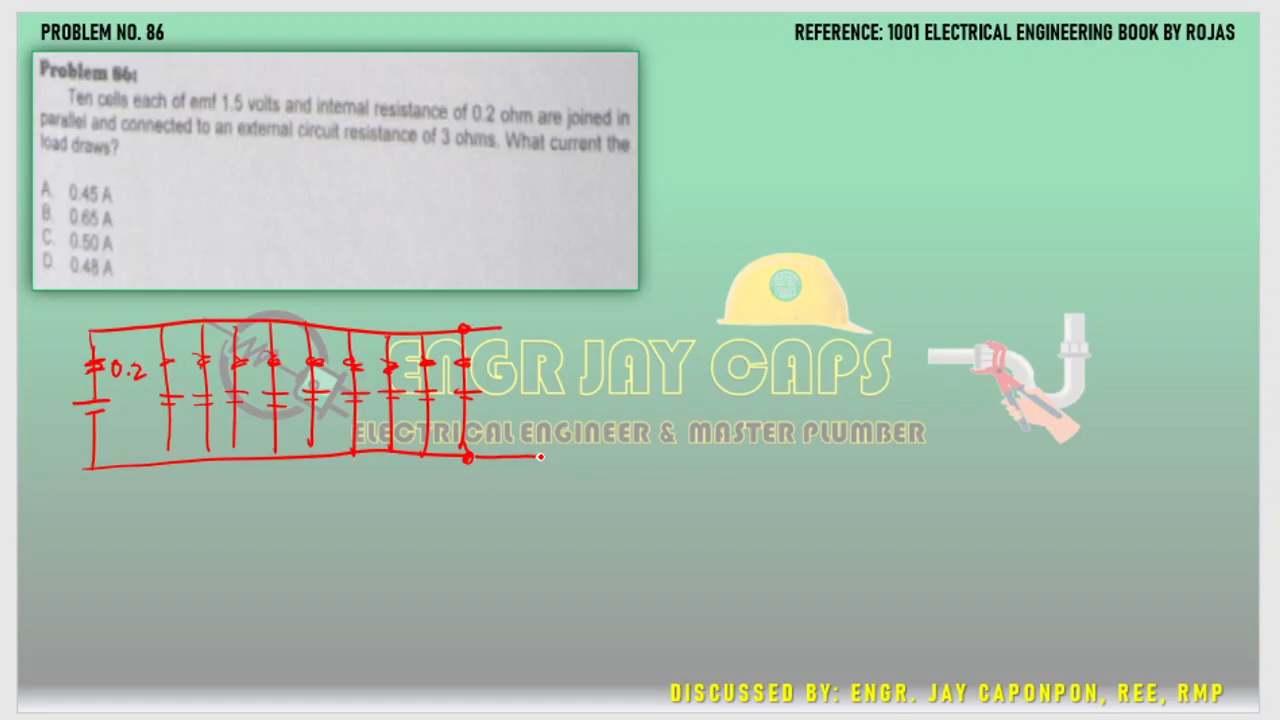 PROBLEM NO. 86
REFERENCE: 1001 ELECTRICAL ENGINEERING BOOK BY ROJAS
Problem 86:
Ten cells each of emf 1.5 volts and internal resistance of 0.2 ohm are joined in
parallel and connected to an external circuit resistance of 3 ohms. What current the
load draws?
A. 0.45 A
B. 0.65 A
C. 0.50 A
D. 0.48 A
0.2
ENGR JAY CAPS
ELECTRICAL ENGINEER & MASTER PLUMBER
DISCUSSED BY: ENGR. JAY CAPONPON, REE, RMP